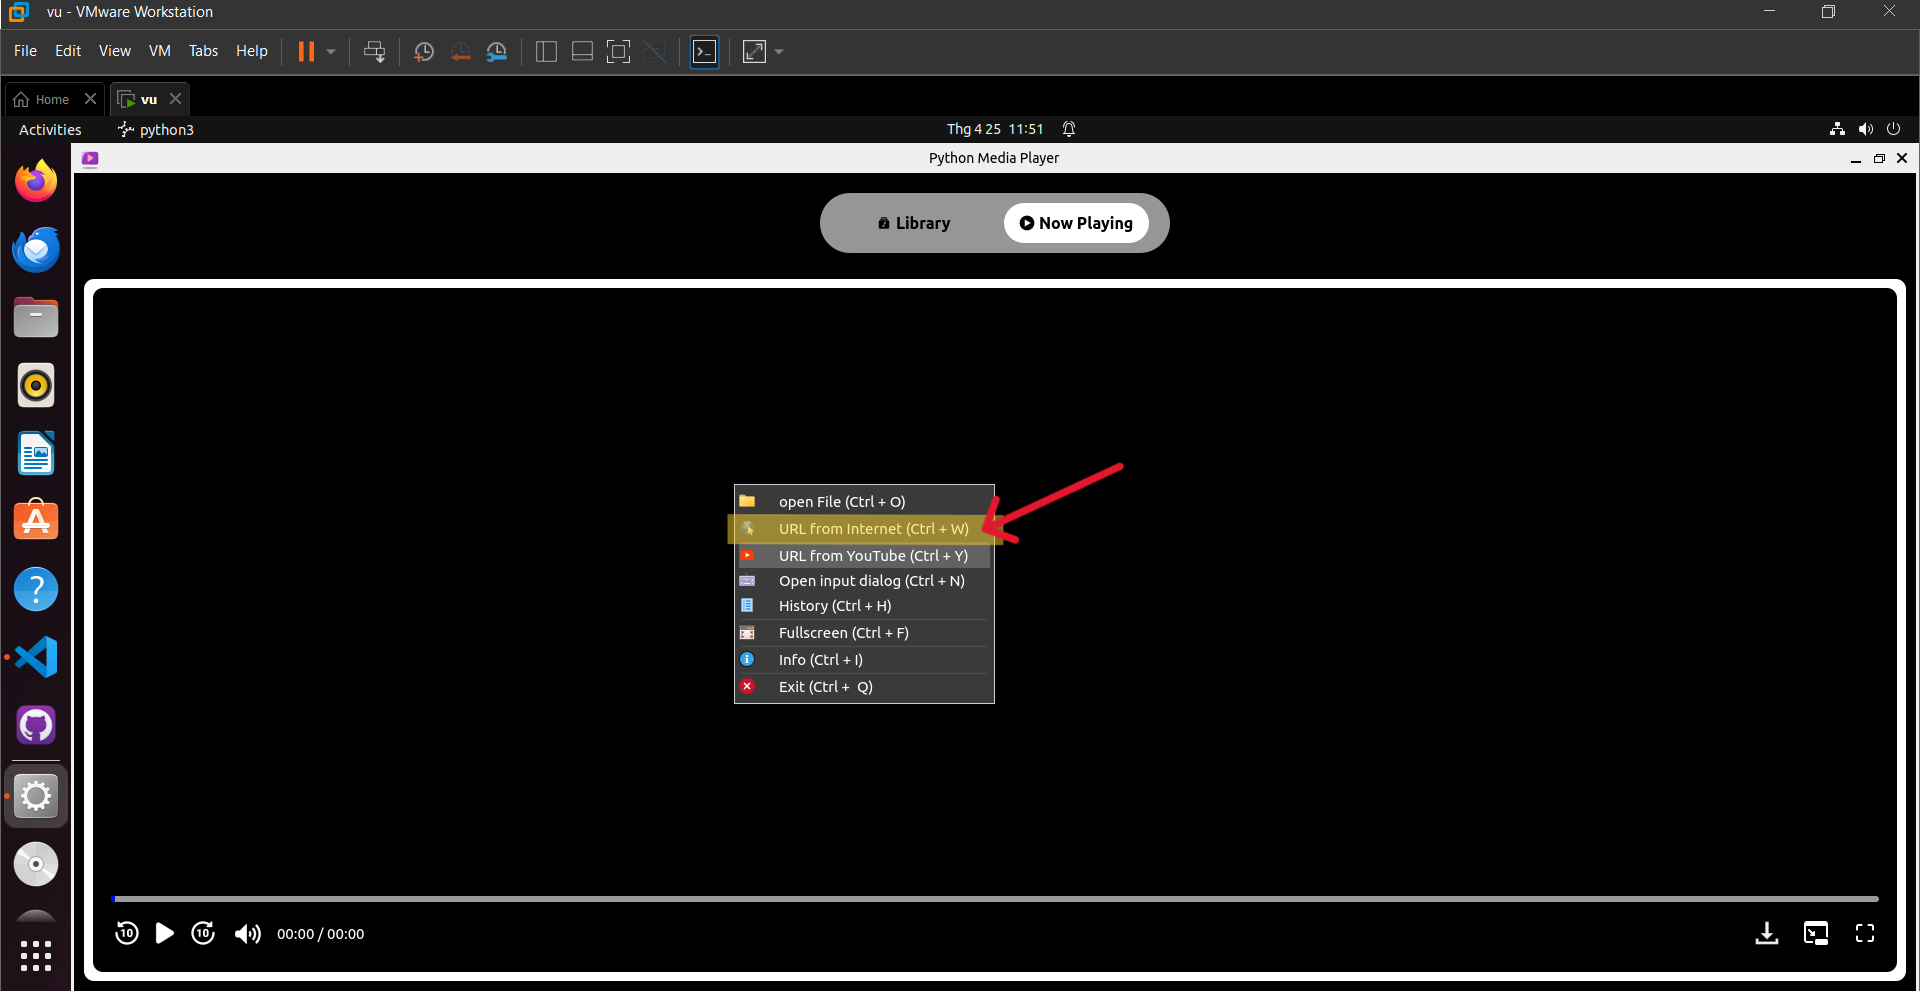 vu - VMware Workstation
File Edit View VM Tabs Help
Home vu
Activities python3 Thg 4 25 11:51
Python Media Player
Library Now Playing
open File (Ctrl + O)
URL from Internet (Ctrl + W)
URL from YouTube (Ctrl + Y)
Open input dialog (Ctrl + N)
History (Ctrl + H)
Fullscreen (Ctrl + F)
Info (Ctrl + I)
Exit (Ctrl +  Q)
10 10 00:00 / 00:00